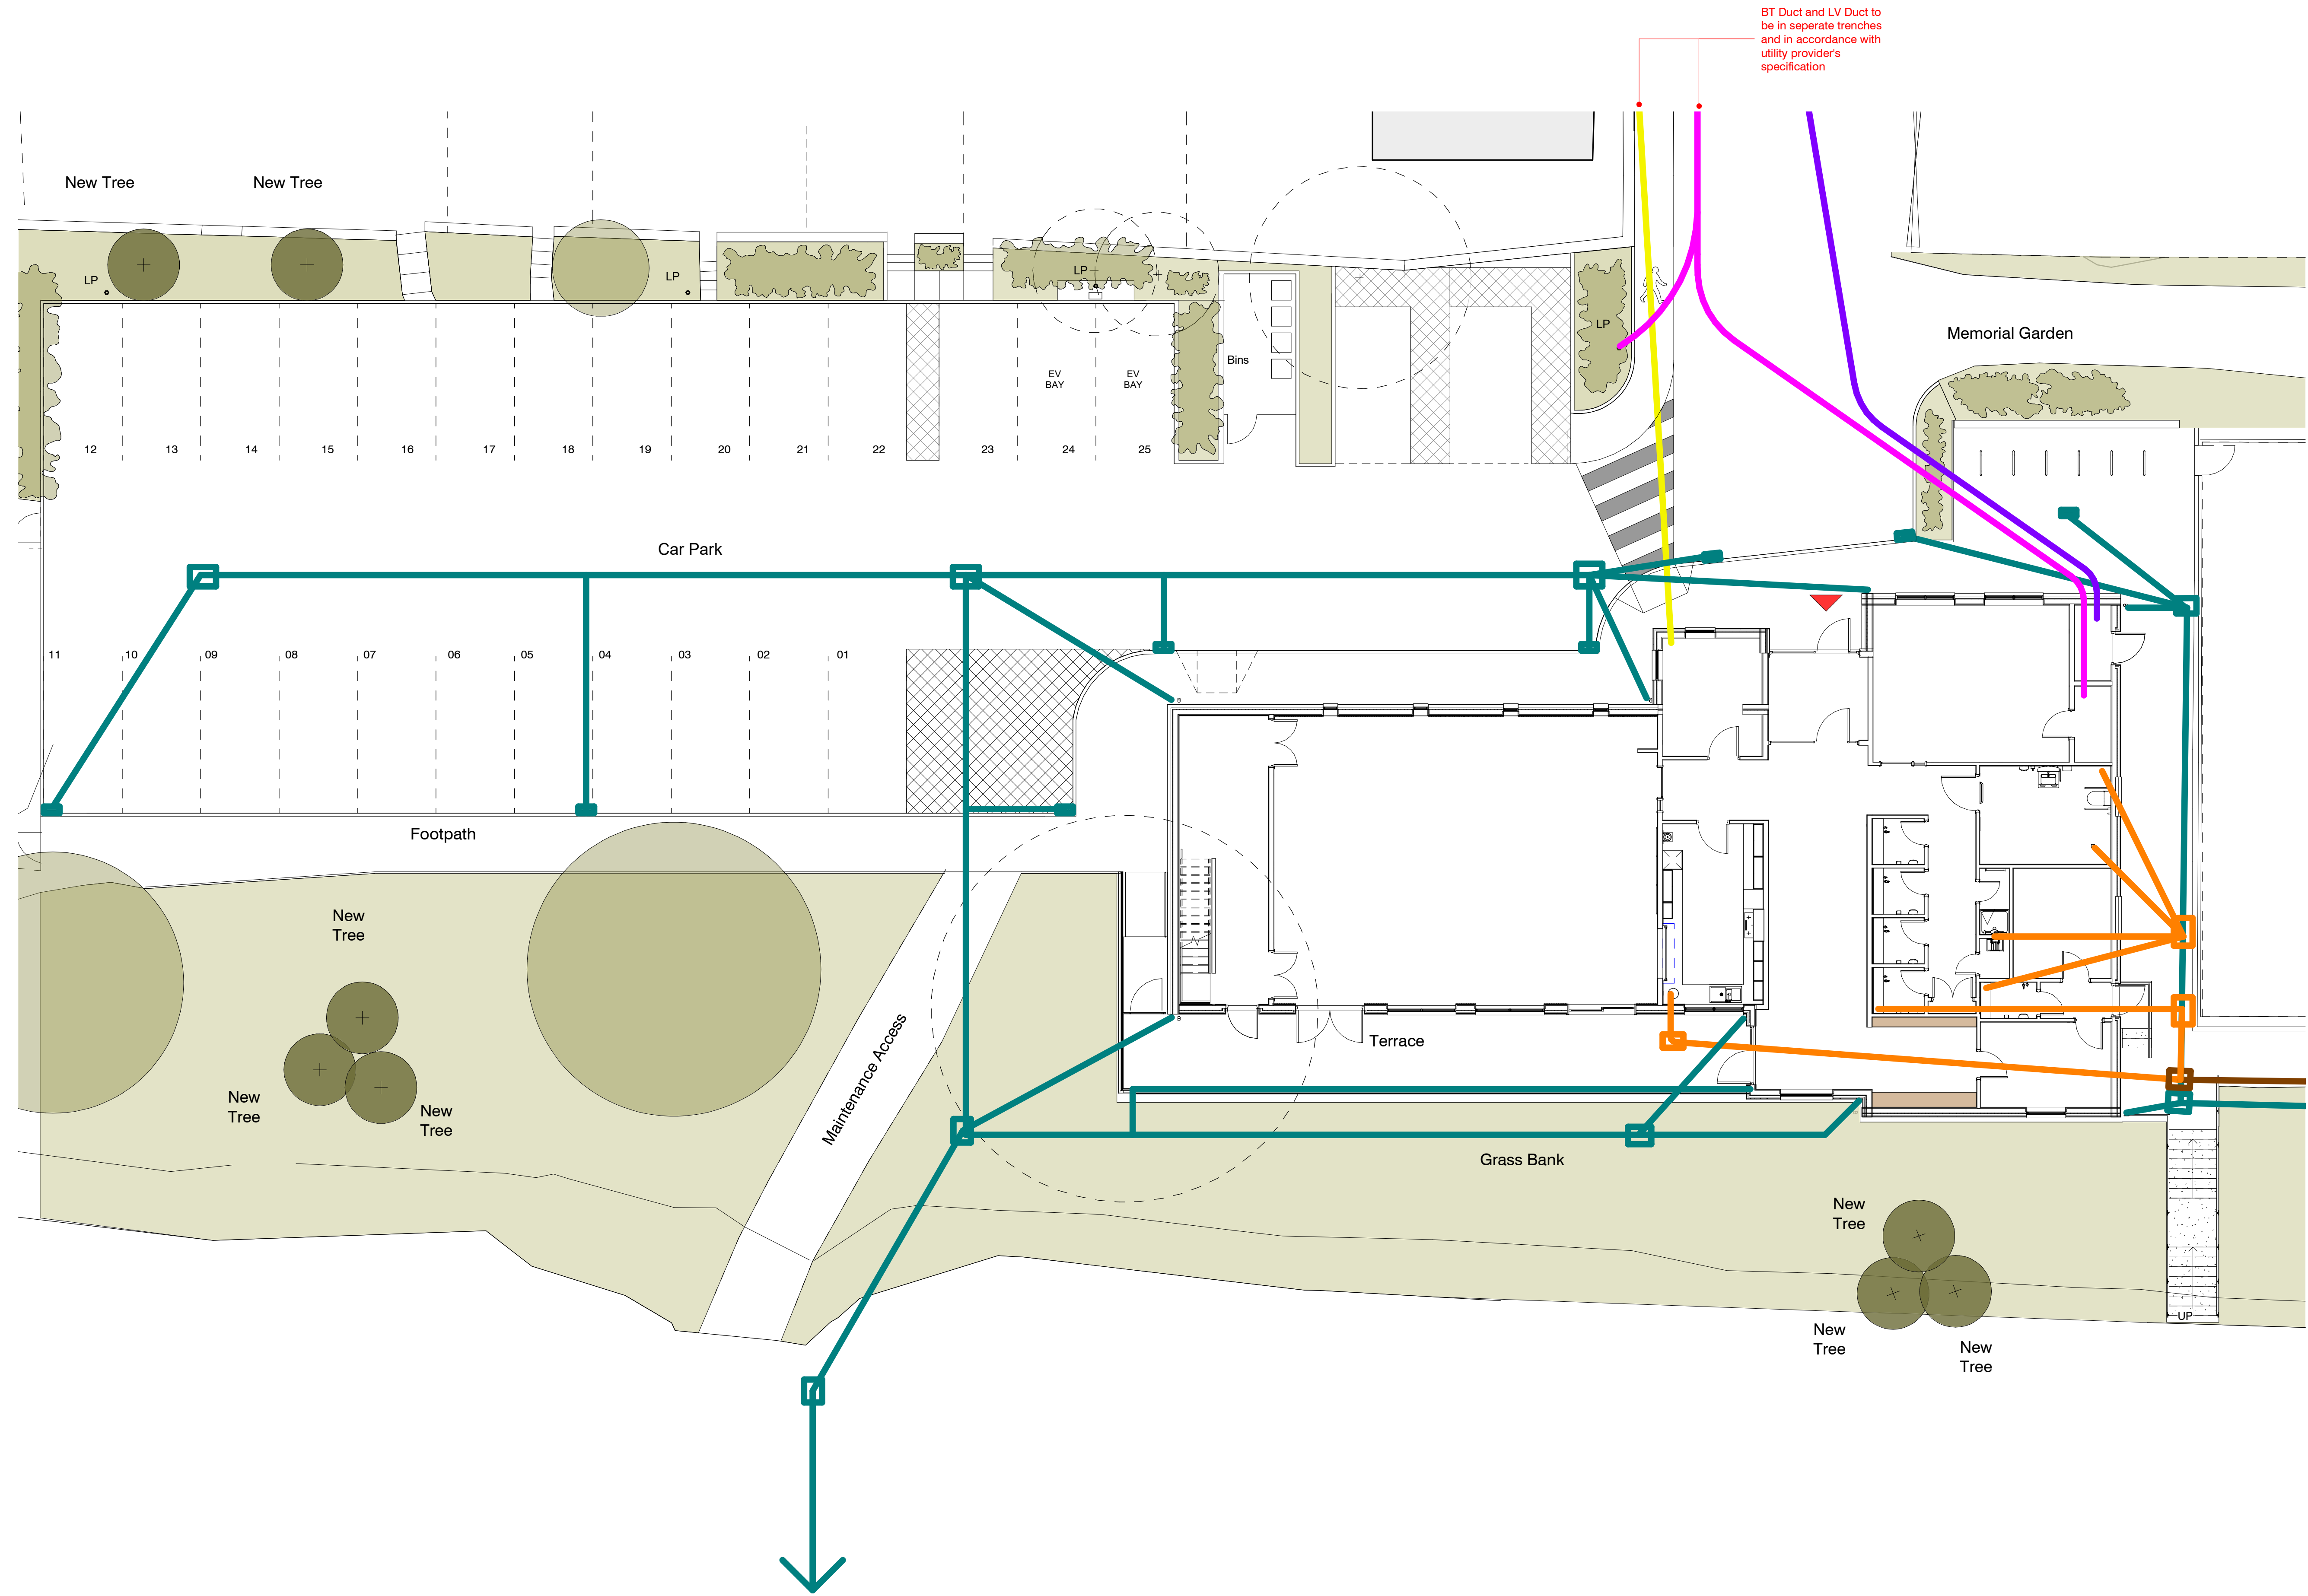 BT Duct and LV Duct to
be in seperate trenches
and in accordance with
utility provider's
specification
New Tree
New Tree
LP
LP
LP
LP
Memorial Garden
Bins
EV
BAY
EV
BAY
12
13
14
15
16
17
18
19
20
21
22
23
24
25
Car Park
11
10
09
08
07
06
05
04
03
02
01
Footpath
New
Tree
New
Tree
New
Tree
Maintenance Access
Terrace
Grass Bank
New
Tree
New
Tree
New
Tree
UP